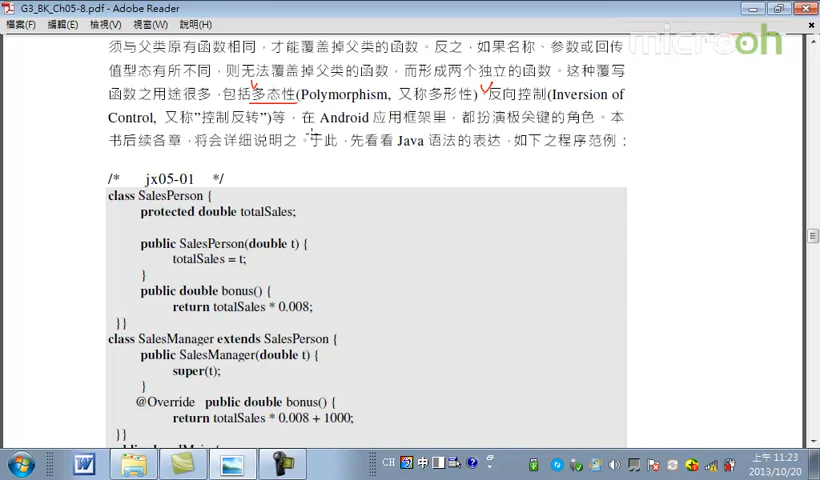 G3_BK_Ch05-8.pdf - Adobe Reader
檔案(F) 編輯(E) 檢視(V) 視窗(W) 說明(H)
microoh
须与父类原有函数相同，才能覆盖掉父类的函数。反之，如果名称、参数或回传
值型态有所不同，则无法覆盖掉父类的函数，而形成两个独立的函数。这种覆写
函数之用途很多，包括多态性(Polymorphism, 又称多形性) 反向控制(Inversion of
Control, 又称"控制反转")等，在 Android 应用框架里，都扮演极尖键的角色。本
书后续各章，将会详细说明之。于此，先看看 Java 语法的表达，如下之程序范例：
/* jx05-01 */
class SalesPerson {
protected double totalSales;
public SalesPerson(double t) {
totalSales = t;
}
public double bonus() {
return totalSales * 0.008;
}}
class SalesManager extends SalesPerson {
public SalesManager(double t) {
super(t);
}
@Override public double bonus() {
return totalSales * 0.008 + 1000;
}}
CH 中
上午 11:23
2013/10/20